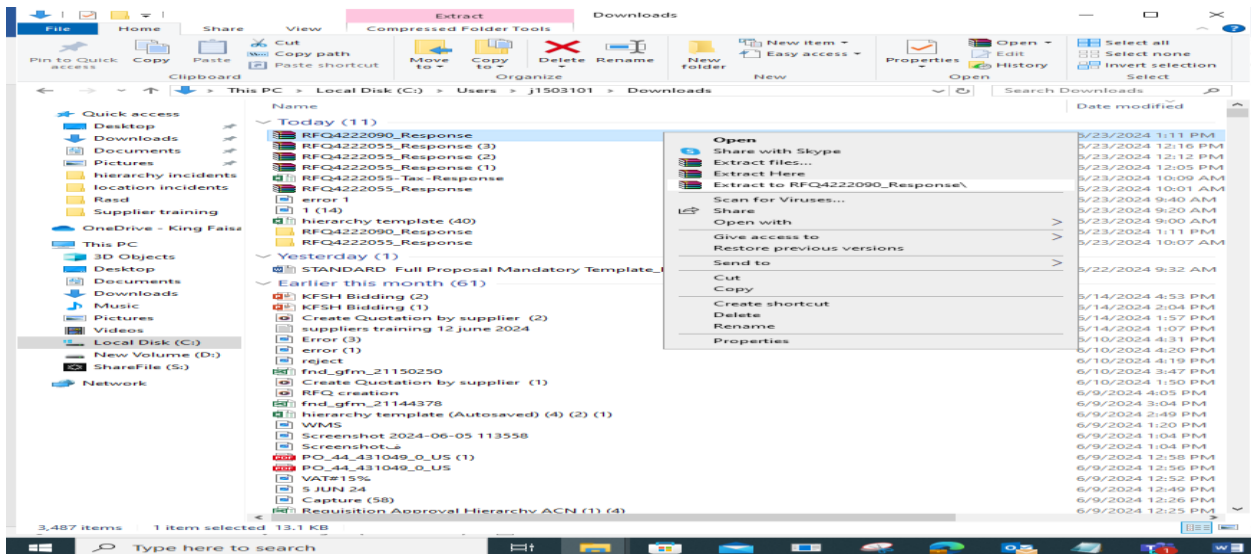 Extract Downloads
File Home Share View Compressed Folder Tools
Pin to Quick access
Copy
Paste
Cut
Copy path
Paste shortcut
Clipboard
Move to
Copy to
Delete
Rename
Organize
New folder
New item
Easy access
New
Properties
Open
Edit
History
Open
Select all
Select none
Invert selection
Select
This PC > Local Disk (C:) > Users > j1503101 > Downloads
Search Downloads
Quick access
Desktop
Downloads
Documents
Pictures
hierarchy incidents
location incidents
Rasd
Supplier training
OneDrive - King Faisa
This PC
3D Objects
Desktop
Documents
Downloads
Music
Pictures
Videos
Local Disk (C:)
New Volume (D:)
ShareFile (S:)
Network
Name Date modified
Today (11)
RFQ4222090_Response 5/23/2024 1:11 PM
RFQ4222055_Response (3) 5/23/2024 12:16 PM
RFQ4222055_Response (2) 5/23/2024 12:12 PM
RFQ4222055_Response (1) 5/23/2024 12:05 PM
RFQ4222055-Tax-Response 5/23/2024 10:09 AM
RFQ4222055_Response 5/23/2024 10:01 AM
error 1 5/23/2024 9:40 AM
1 (14) 5/23/2024 9:20 AM
hierarchy template (40) 5/23/2024 9:00 AM
RFQ4222090_Response 5/23/2024 1:11 PM
RFQ4222055_Response 5/23/2024 10:07 AM
Yesterday (1)
STANDARD Full Proposal Mandatory Template_ 5/22/2024 9:32 AM
Earlier this month (61)
KFSH Bidding (2) 5/14/2024 4:53 PM
KFSH Bidding (1) 5/14/2024 2:04 PM
Create Quotation by supplier (2) 5/14/2024 1:57 PM
suppliers training 12 june 2024 5/14/2024 1:07 PM
Error (3) 5/10/2024 4:31 PM
error (1) 6/10/2024 4:20 PM
reject 6/10/2024 4:19 PM
fnd_gfm_21150250 6/10/2024 3:47 PM
Create Quotation by supplier (1) 6/10/2024 1:50 PM
RFQ creation 6/9/2024 4:05 PM
fnd_gfm_21144378 6/9/2024 3:04 PM
hierarchy template (Autosaved) (4) (2) (1) 6/9/2024 2:49 PM
WMS 6/9/2024 1:20 PM
Screenshot 2024-06-05 113558 6/9/2024 1:04 PM
Screenshotف 6/9/2024 1:04 PM
PO_44_431049_0_US (1) 6/9/2024 12:58 PM
PO_44_431049_0_US 6/9/2024 12:56 PM
VAT#15% 6/9/2024 12:52 PM
5 JUN 24 6/9/2024 12:49 PM
Capture (58) 6/9/2024 12:26 PM
Requisition Approval Hierarchy ACN (1) (4) 6/9/2024 12:25 PM
Open
Share with Skype
Extract files...
Extract Here
Extract to RFQ4222090_Response\
Scan for Viruses...
Share
Open with
Give access to
Restore previous versions
Send to
Cut
Copy
Create shortcut
Delete
Rename
Properties
3,487 items 1 item selected 13.1 KB
Type here to search